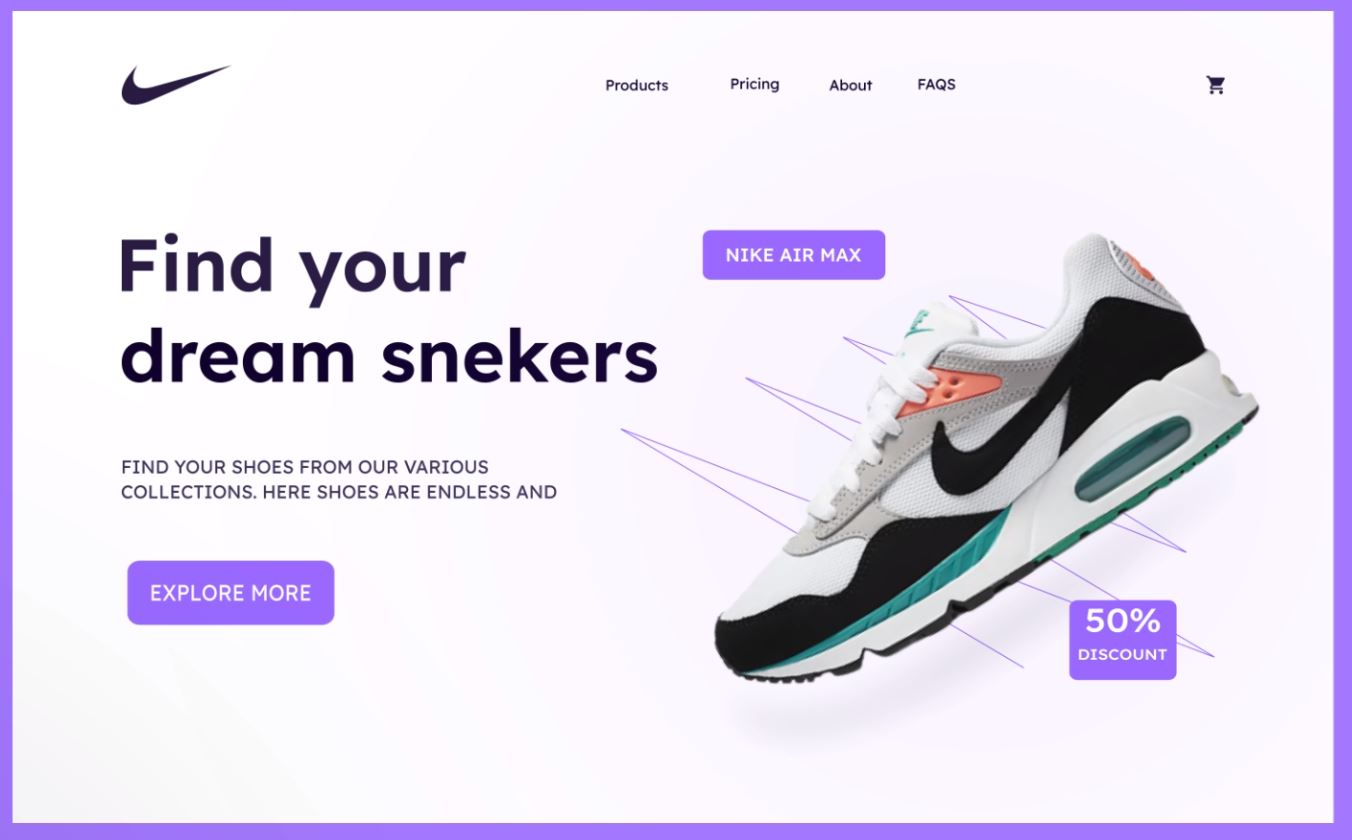 Products Pricing About FAQS
Find your
dream snekers
NIKE AIR MAX
FIND YOUR SHOES FROM OUR VARIOUS
COLLECTIONS. HERE SHOES ARE ENDLESS AND
EXPLORE MORE
50%
DISCOUNT